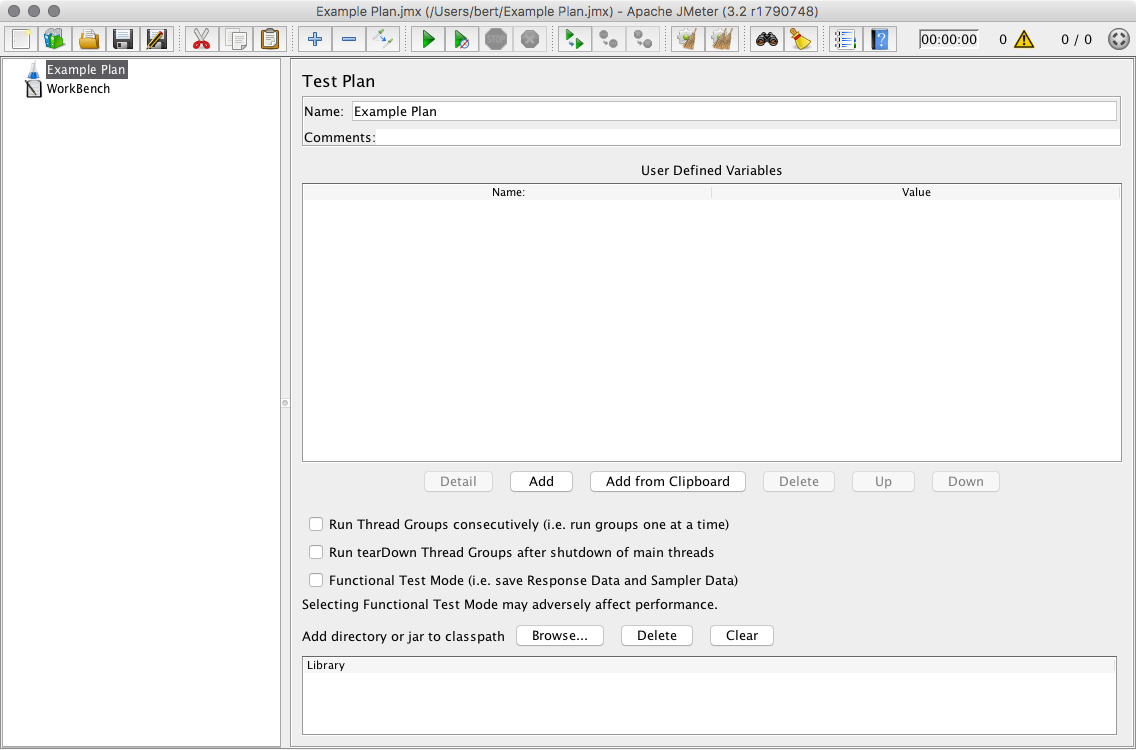 Example Plan.jmx (/Users/bert/Example Plan.jmx) - Apache JMeter (3.2 r1790748)
STOP
00:00:00 0 0 / 0
Example Plan
WorkBench
Test Plan
Name: Example Plan
Comments:
User Defined Variables
Name: Value
Detail Add Add from Clipboard Delete Up Down
Run Thread Groups consecutively (i.e. run groups one at a time)
Run tearDown Thread Groups after shutdown of main threads
Functional Test Mode (i.e. save Response Data and Sampler Data)
Selecting Functional Test Mode may adversely affect performance.
Add directory or jar to classpath Browse... Delete Clear
Library